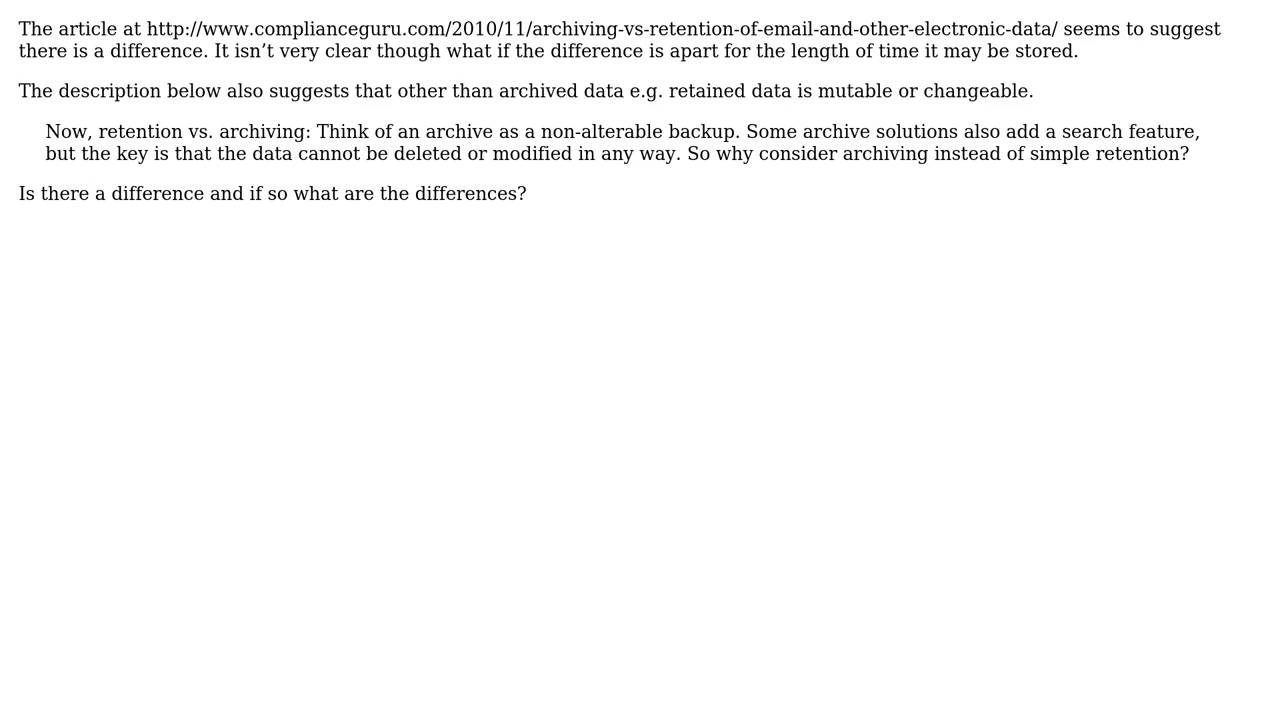 The article at http://www.complianceguru.com/2010/11/archiving-vs-retention-of-email-and-other-electronic-data/ seems to suggest
there is a difference. It isn’t very clear though what if the difference is apart for the length of time it may be stored.
The description below also suggests that other than archived data e.g. retained data is mutable or changeable.
Now, retention vs. archiving: Think of an archive as a non-alterable backup. Some archive solutions also add a search feature,
but the key is that the data cannot be deleted or modified in any way. So why consider archiving instead of simple retention?
Is there a difference and if so what are the differences?